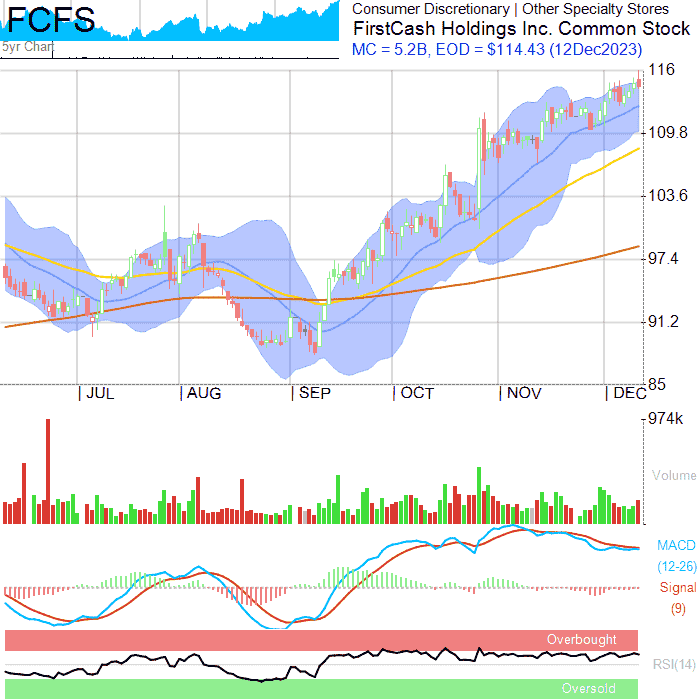 FCFS
5yr Chart
Consumer Discretionary | Other Specialty Stores
FirstCash Holdings Inc. Common Stock
MC = 5.2B, EOD = $114.43 (12Dec2023)
116
109.8
103.6
97.4
91.2
85
| JUL | AUG | SEP | OCT | NOV | DEC
974k
Volume
MACD
(12-26)
Signal
(9)
Overbought
RSI(14)
Oversold